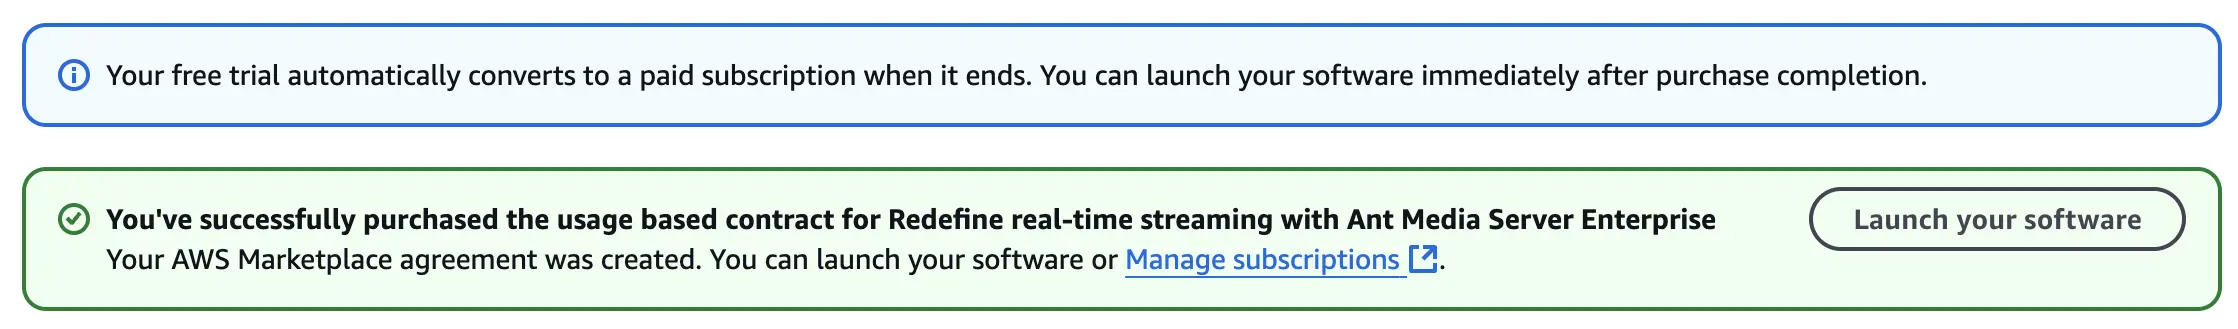 Your free trial automatically converts to a paid subscription when it ends. You can launch your software immediately after purchase completion.
You've successfully purchased the usage based contract for Redefine real-time streaming with Ant Media Server Enterprise
Your AWS Marketplace agreement was created. You can launch your software or Manage subscriptions.
Launch your software